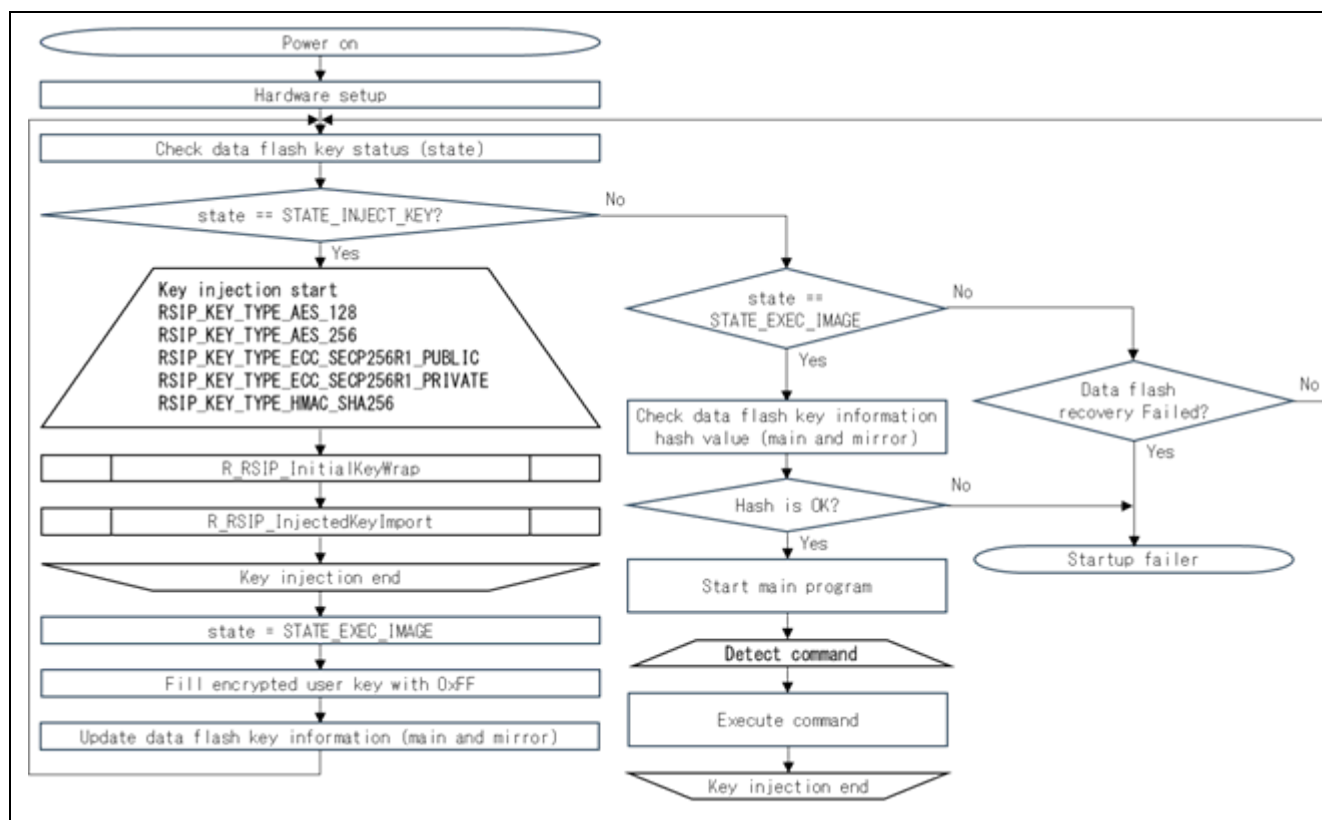 Power on
Hardware setup
Check data flash key status (state)
state == STATE_INJECT_KEY?
No
Yes
Key injection start
RSIP_KEY_TYPE_AES_128
RSIP_KEY_TYPE_AES_256
RSIP_KEY_TYPE_ECC_SECP256R1_PUBLIC
RSIP_KEY_TYPE_ECC_SECP256R1_PRIVATE
RSIP_KEY_TYPE_HMAC_SHA256
R_RSIP_InitialKeyWrap
R_RSIP_InjectedKeyImport
Key injection end
state = STATE_EXEC_IMAGE
Fill encrypted user key with 0xFF
Update data flash key information (main and mirror)
state ==
STATE_EXEC_IMAGE
No
Yes
Check data flash key information
hash value (main and mirror)
Hash is OK?
No
Yes
Start main program
Detect command
Execute command
Key injection end
Data flash
recovery Failed?
No
Yes
Startup failer